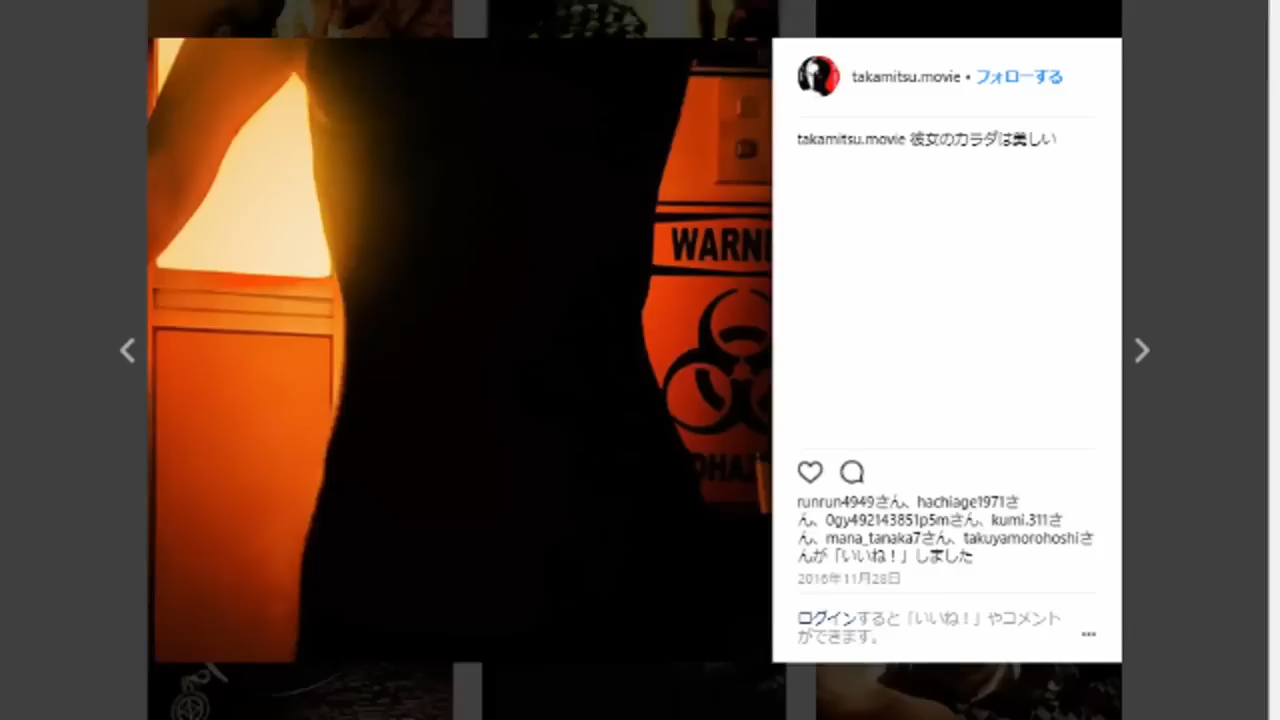 takamitsu.movie • フォローする
takamitsu.movie 彼女のカラダは美しい
WARNI
OHAZ
runrun4949さん、hachiage1971さ
ん、0gy492143851p5mさん、kumi.311さ
ん、mana_tanaka7さん、takuyamorohoshiさ
んが「いいね！」しました
2016年11月28日
ログインすると「いいね！」やコメント
ができます。